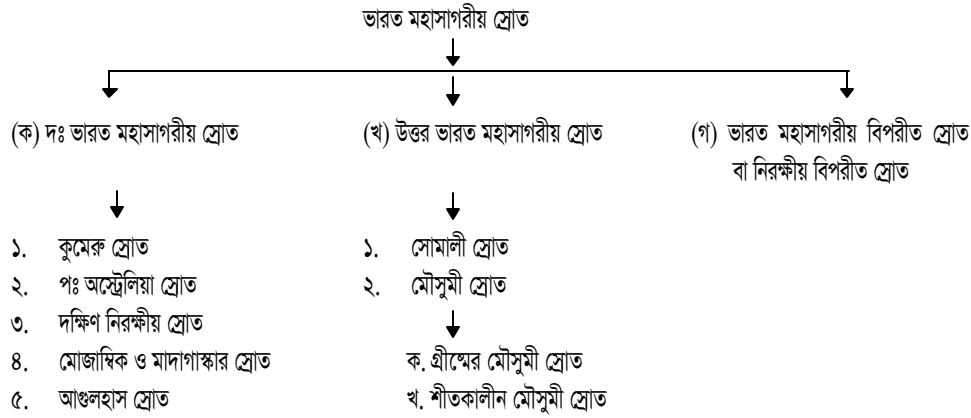 ভারত মহাসাগরীয় স্রোত
(ক) দঃ ভারত মহাসাগরীয় স্রোত
১. কুমেরু স্রোত
২. পঃ অস্ট্রেলিয়া স্রোত
৩. দক্ষিণ নিরক্ষীয় স্রোত
৪. মোজাম্বিক ও মাদাগাস্কার স্রোত
৫. আগুলহাস স্রোত
(খ) উত্তর ভারত মহাসাগরীয় স্রোত
১. সোমালী স্রোত
২. মৌসুমী স্রোত
ক. গ্রীষ্মের মৌসুমী স্রোত
খ. শীতকালীন মৌসুমী স্রোত
(গ) ভারত মহাসাগরীয় বিপরীত স্রোত
বা নিরক্ষীয় বিপরীত স্রোত